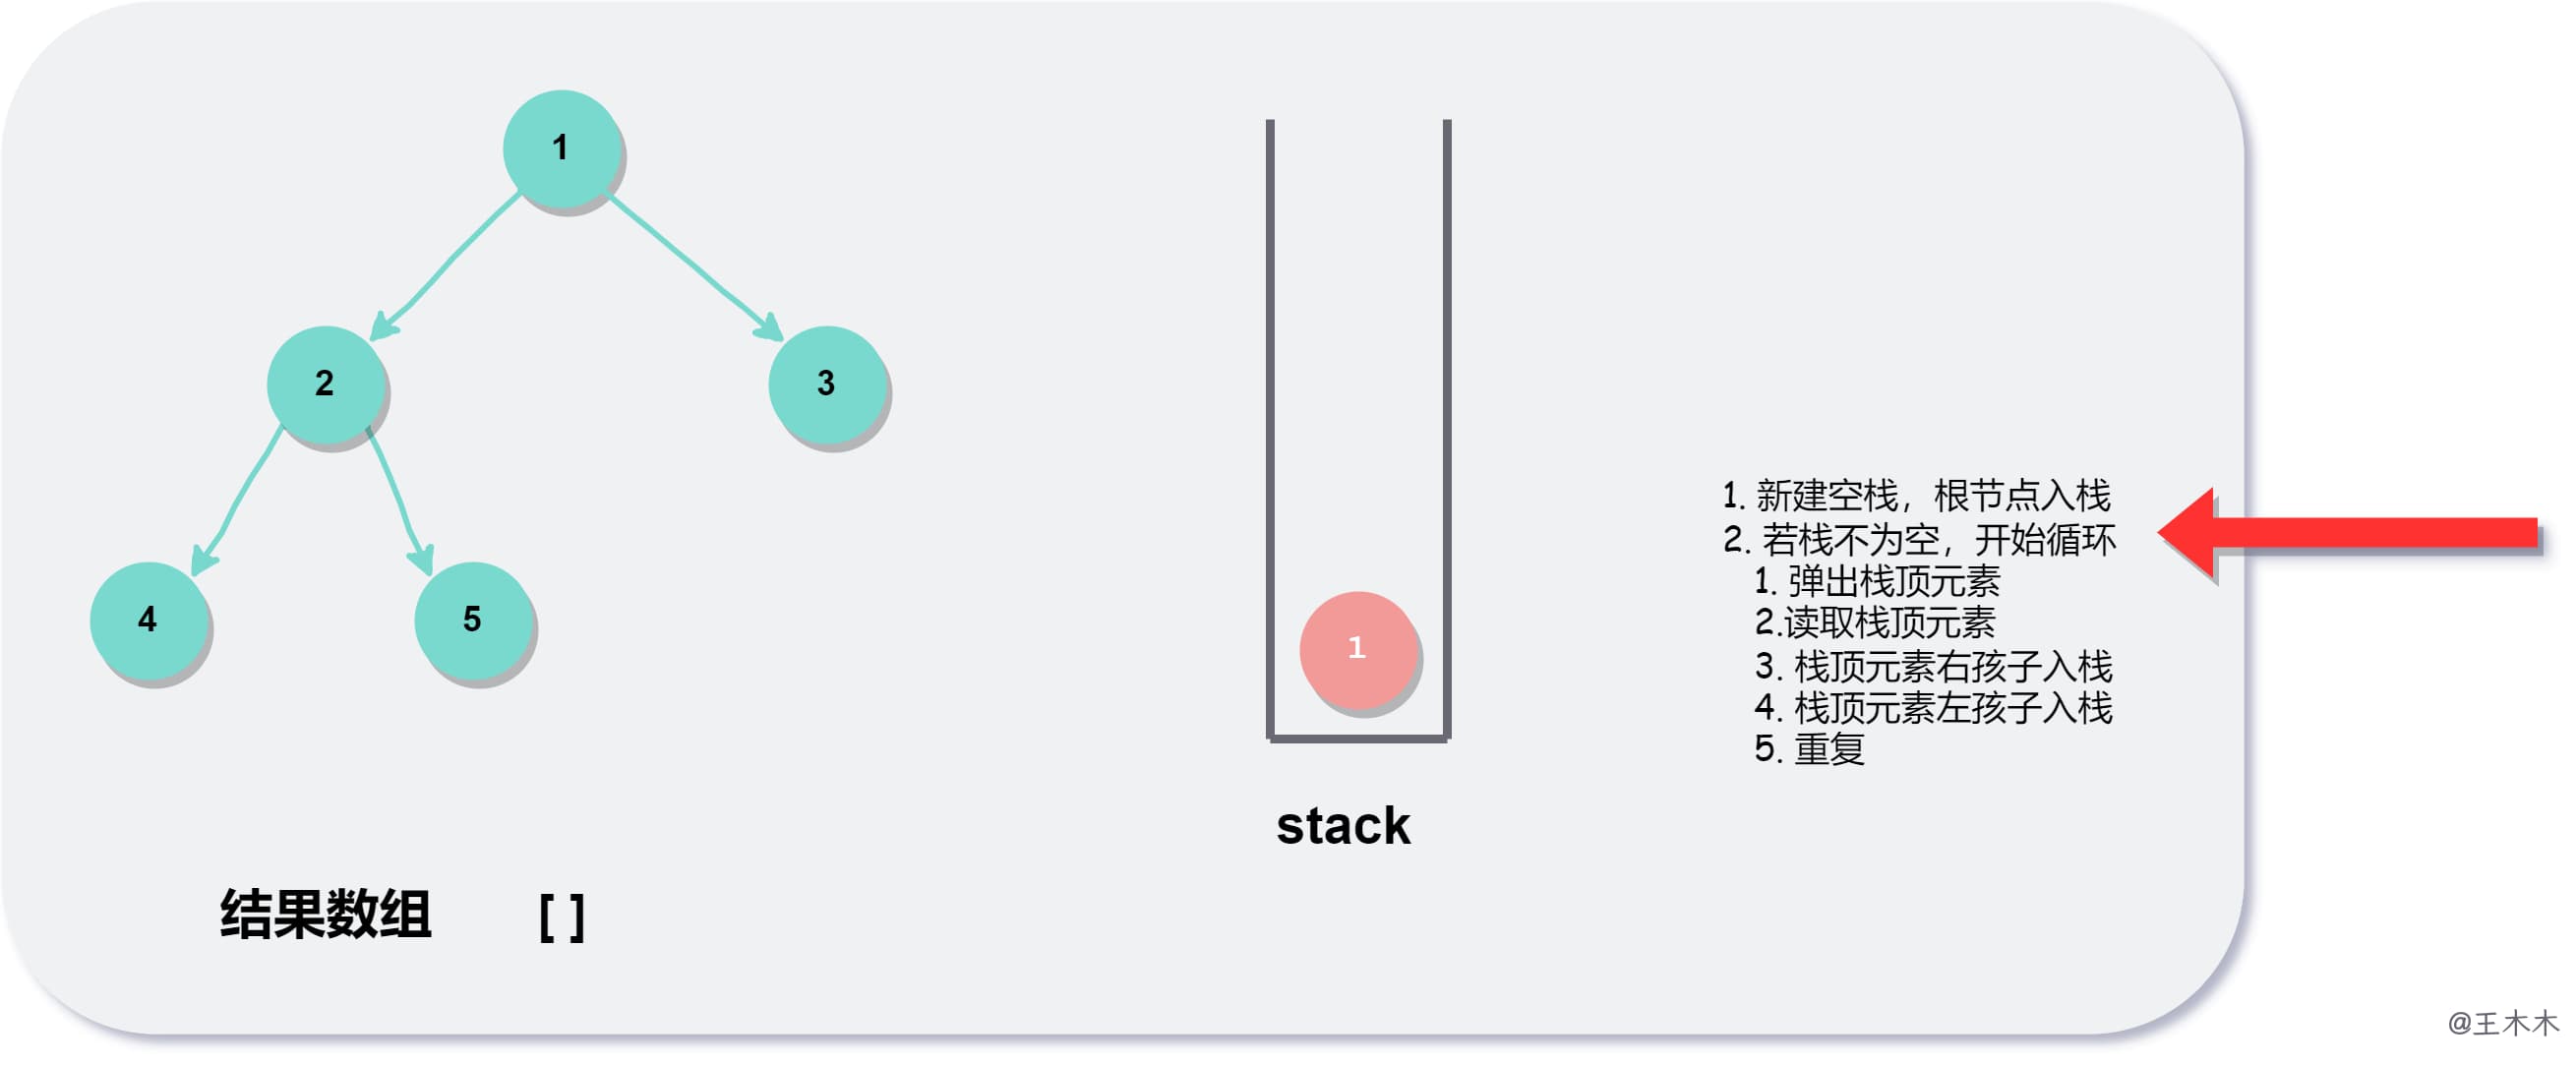 1
2
3
4
5
1
stack
1. 新建空栈，根节点入栈
2. 若栈不为空，开始循环
1. 弹出栈顶元素
2.读取栈顶元素
3. 栈顶元素右孩子入栈
4. 栈顶元素左孩子入栈
5. 重复
结果数组 [ ]
@王木木